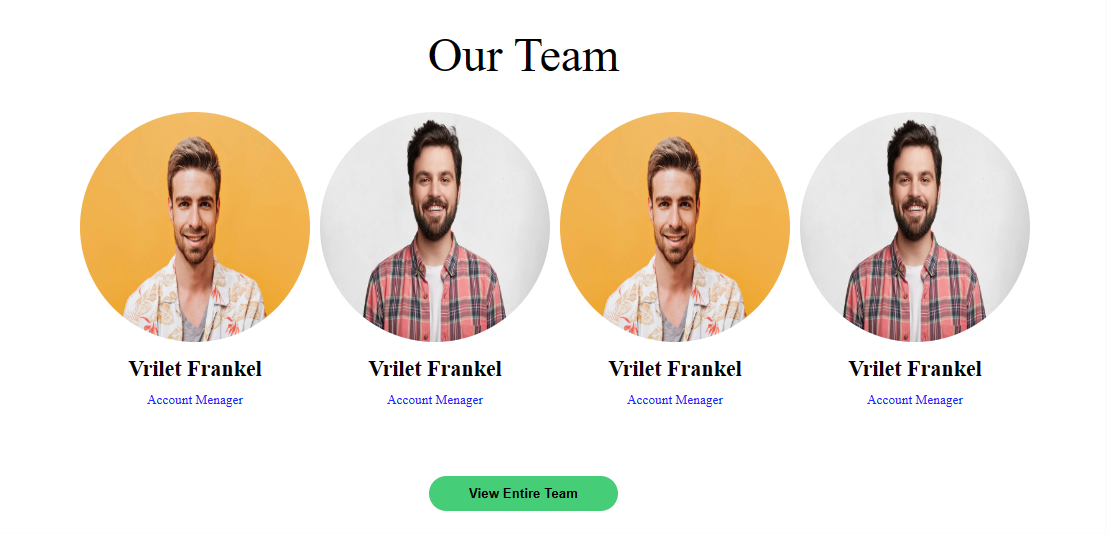 Our Team
Vrilet Frankel Vrilet Frankel Vrilet Frankel Vrilet Frankel
Account Menager Account Menager Account Menager Account Menager
View Entire Team